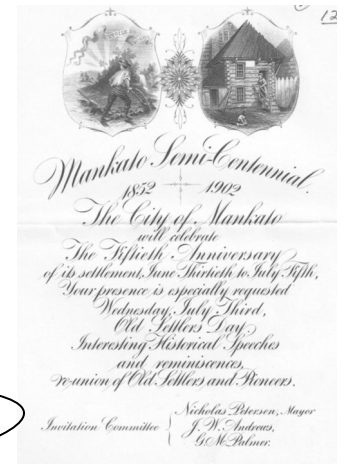 12
Mankato Semi-Centennial.
1852 1902
The City of Mankato
will celebrate
The Fiftieth Anniversary
of its settlement, June Thirtieth to July Fifth,
Your presence is especially requested
Wednesday, July Third,
Old Settlers Day,
Interesting Historical Speeches
and reminiscences,
re-union of Old Settlers and Pioneers.
Invitation Committee
Nicholas Petersen, Mayor
J. W. Andrews,
G. M. Palmer.